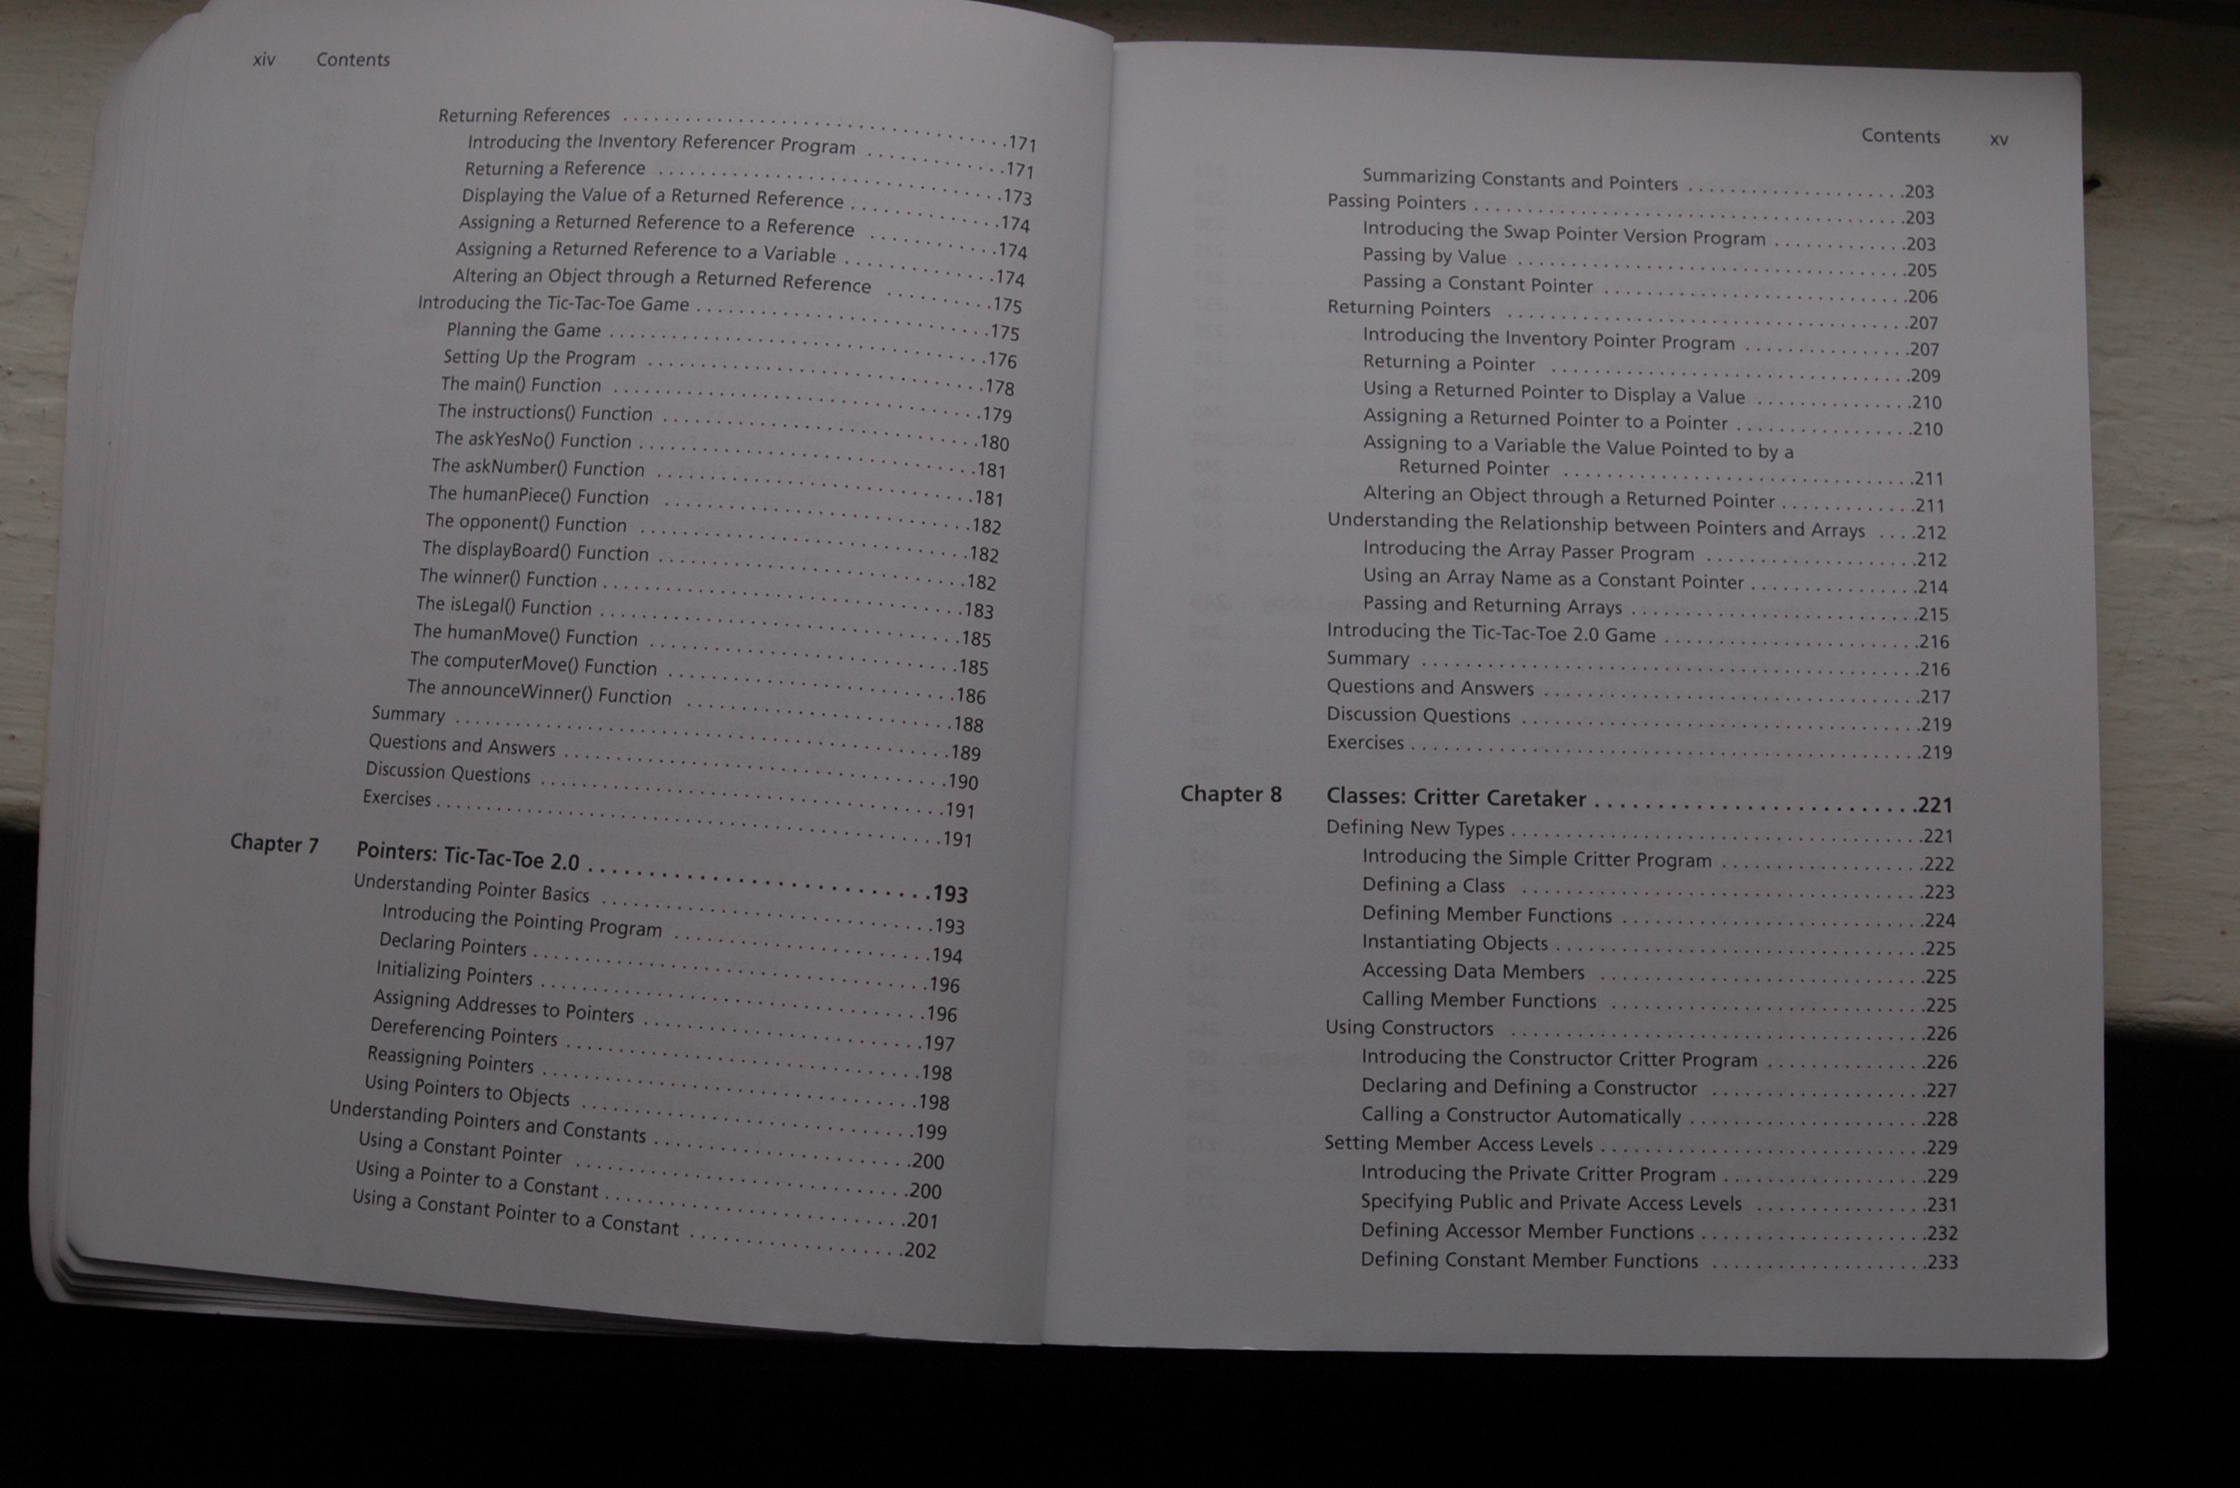 xiv Contents
Returning References . . . . . . . . . . 171
Introducing the Inventory Referencer Program . . . . . . . . . . 171
Returning a Reference . . . . . . . . . . 173
Displaying the Value of a Returned Reference . . . . . . . . . . 174
Assigning a Returned Reference to a Reference . . . . . . . . . . 174
Assigning a Returned Reference to a Variable . . . . . . . . . . 174
Altering an Object through a Returned Reference . . . . . . . . . . 175
Introducing the Tic-Tac-Toe Game . . . . . . . . . . 175
Planning the Game . . . . . . . . . . 176
Setting Up the Program . . . . . . . . . . 178
The main() Function . . . . . . . . . . 179
The instructions() Function . . . . . . . . . . 180
The askYesNo() Function . . . . . . . . . . 181
The askNumber() Function . . . . . . . . . . 181
The humanPiece() Function . . . . . . . . . . 182
The opponent() Function . . . . . . . . . . 182
The displayBoard() Function . . . . . . . . . . 182
The winner() Function . . . . . . . . . . 183
The isLegal() Function . . . . . . . . . . 185
The humanMove() Function . . . . . . . . . . 185
The computerMove() Function . . . . . . . . . . 186
The announceWinner() Function . . . . . . . . . . 188
Summary . . . . . . . . . . 189
Questions and Answers . . . . . . . . . . 190
Discussion Questions . . . . . . . . . . 191
Exercises . . . . . . . . . . 191
Chapter 7 Pointers: Tic-Tac-Toe 2.0 . . . . . . . . . . 193
Understanding Pointer Basics . . . . . . . . . . 193
Introducing the Pointing Program . . . . . . . . . . 194
Declaring Pointers . . . . . . . . . . 196
Initializing Pointers . . . . . . . . . . 196
Assigning Addresses to Pointers . . . . . . . . . . 197
Dereferencing Pointers . . . . . . . . . . 198
Reassigning Pointers . . . . . . . . . . 198
Using Pointers to Objects . . . . . . . . . . 199
Understanding Pointers and Constants . . . . . . . . . . 200
Using a Constant Pointer . . . . . . . . . . 200
Using a Pointer to a Constant . . . . . . . . . . 201
Using a Constant Pointer to a Constant . . . . . . . . . . 202
Contents xv
Summarizing Constants and Pointers . . . . . . . . . . 203
Passing Pointers . . . . . . . . . . 203
Introducing the Swap Pointer Version Program . . . . . . . . . . 203
Passing by Value . . . . . . . . . . 205
Passing a Constant Pointer . . . . . . . . . . 206
Returning Pointers . . . . . . . . . . 207
Introducing the Inventory Pointer Program . . . . . . . . . . 207
Returning a Pointer . . . . . . . . . . 209
Using a Returned Pointer to Display a Value . . . . . . . . . . 210
Assigning a Returned Pointer to a Pointer . . . . . . . . . . 210
Assigning to a Variable the Value Pointed to by a
Returned Pointer . . . . . . . . . . 211
Altering an Object through a Returned Pointer . . . . . . . . . . 211
Understanding the Relationship between Pointers and Arrays . . . . 212
Introducing the Array Passer Program . . . . . . . . . . 212
Using an Array Name as a Constant Pointer . . . . . . . . . . 214
Passing and Returning Arrays . . . . . . . . . . 215
Introducing the Tic-Tac-Toe 2.0 Game . . . . . . . . . . 216
Summary . . . . . . . . . . 216
Questions and Answers . . . . . . . . . . 217
Discussion Questions . . . . . . . . . . 219
Exercises . . . . . . . . . . 219
Chapter 8 Classes: Critter Caretaker . . . . . . . . . . 221
Defining New Types . . . . . . . . . . 221
Introducing the Simple Critter Program . . . . . . . . . . 222
Defining a Class . . . . . . . . . . 223
Defining Member Functions . . . . . . . . . . 224
Instantiating Objects . . . . . . . . . . 225
Accessing Data Members . . . . . . . . . . 225
Calling Member Functions . . . . . . . . . . 225
Using Constructors . . . . . . . . . . 226
Introducing the Constructor Critter Program . . . . . . . . . . 226
Declaring and Defining a Constructor . . . . . . . . . . 227
Calling a Constructor Automatically . . . . . . . . . . 228
Setting Member Access Levels . . . . . . . . . . 229
Introducing the Private Critter Program . . . . . . . . . . 229
Specifying Public and Private Access Levels . . . . . . . . . . 231
Defining Accessor Member Functions . . . . . . . . . . 232
Defining Constant Member Functions . . . . . . . . . . 233